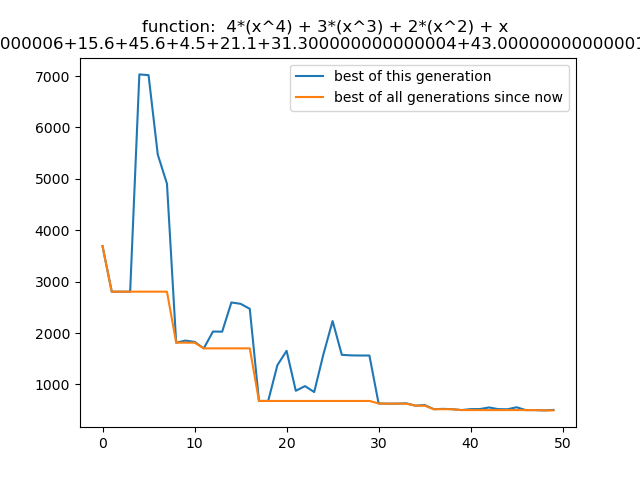 function:  4*(x^4) + 3*(x^3) + 2*(x^2) + x
000006+15.6+45.6+4.5+21.1+31.300000000000004+43.00000000000001
best of this generation
best of all generations since now
7000
6000
5000
4000
3000
2000
1000
0 10 20 30 40 50